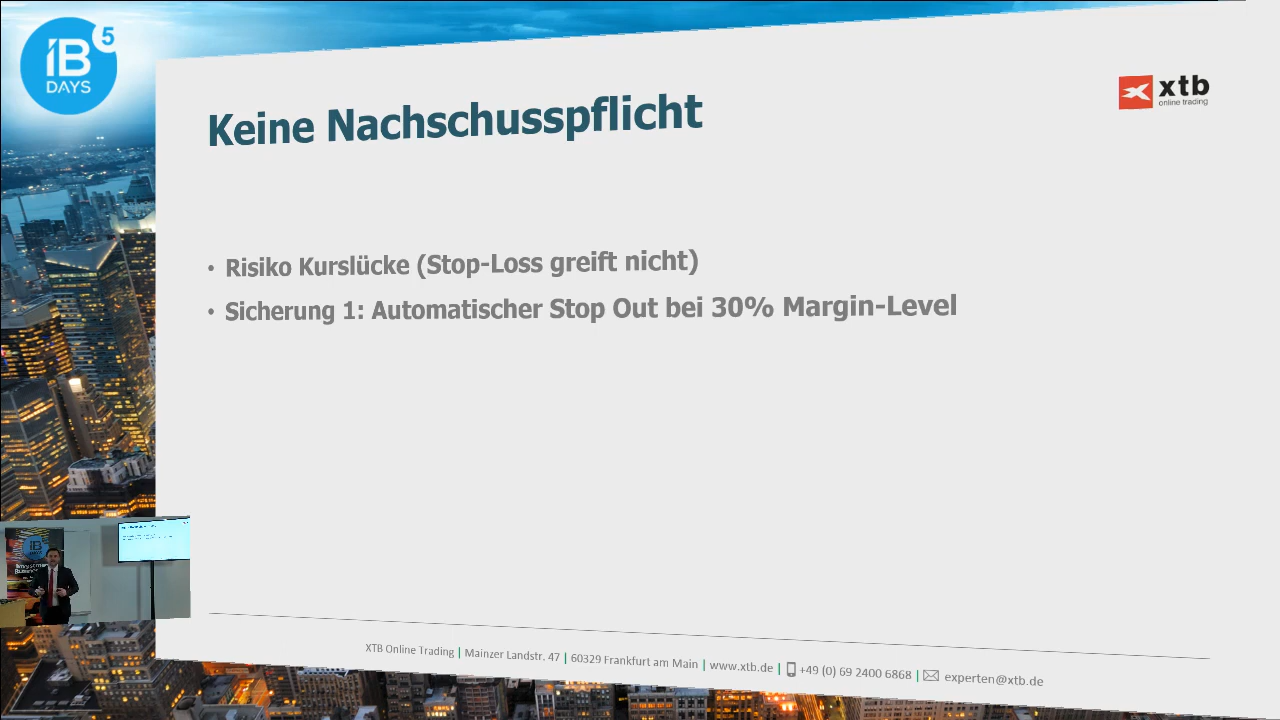 iB 5
DAYS
xtb
online trading
Keine Nachschusspflicht
• Risiko Kurslücke (Stop-Loss greift nicht)
• Sicherung 1: Automatischer Stop Out bei 30% Margin-Level
iB
DAYS
XTB Online Trading | Mainzer Landstr. 47 | 60329 Frankfurt am Main | www.xtb.de | +49 (0) 69 2400 6868 | experten@xtb.de